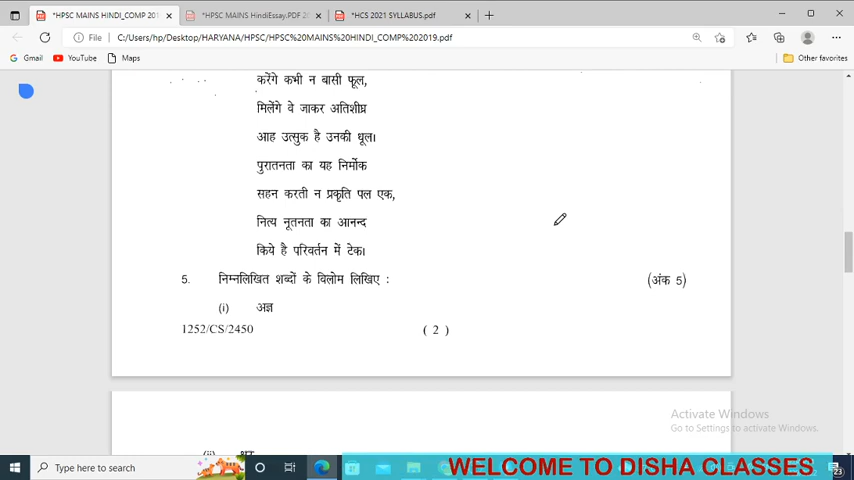 *HPSC MAINS HINDI_COMP 201
*HPSC MAINS HindiEssay.PDF 20
*HCS 2021 SYLLABUS.pdf
File
C:/Users/hp/Desktop/HARYANA/HPSC/HPSC%20MAINS%20HINDI_COMP%202019.pdf
Gmail
YouTube
Maps
Other favorites
करेंगे कभी न बासी फूल,
मिलेंगे वे जाकर अतिशीघ्र
आह उत्सुक है उनकी धूल।
पुरातनता का यह निर्मोक
सहन करती न प्रकृति पल एक,
नित्य नूतनता का आनन्द
किये है परिवर्तन में टेक।
5. निम्नलिखित शब्दों के विलोम लिखिए : (अंक 5)
(i) अज्ञ
1252/CS/2450 ( 2 )
Activate Windows
Go to Settings to activate Windows.
Type here to search
WELCOME TO DISHA CLASSES
23